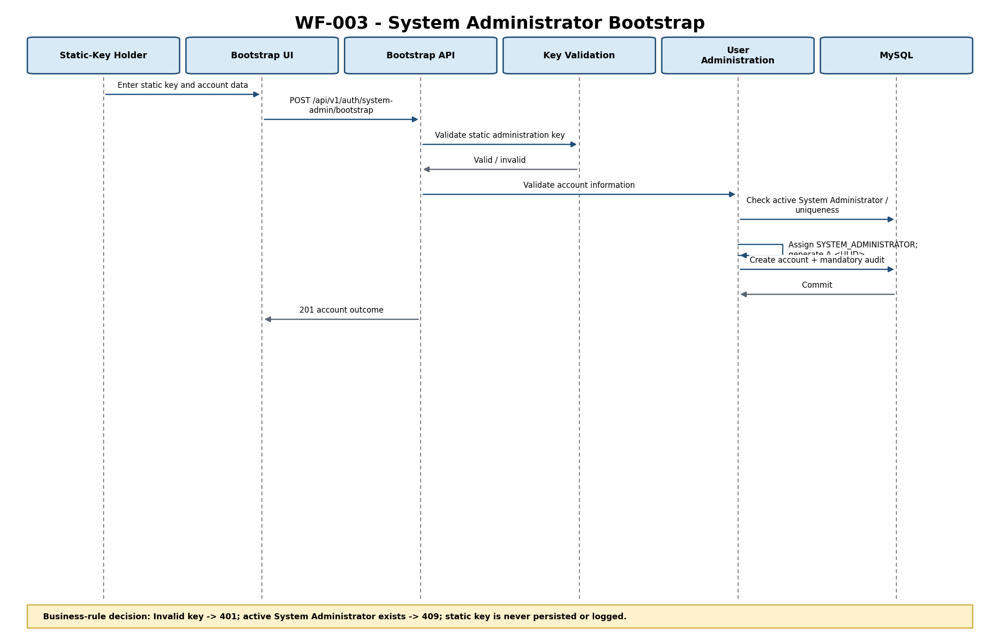 WF-003 - System Administrator Bootstrap
Static-Key Holder
Bootstrap UI
Bootstrap API
Key Validation
User
Administration
MySQL
Enter static key and account data
POST /api/v1/auth/system-
admin/bootstrap
Validate static administration key
Valid / invalid
Validate account information
Check active System Administrator /
uniqueness
Assign SYSTEM_ADMINISTRATOR;
generate A-<ULID>
Create account + mandatory audit
Commit
201 account outcome
Business-rule decision: Invalid key -> 401; active System Administrator exists -> 409; static key is never persisted or logged.